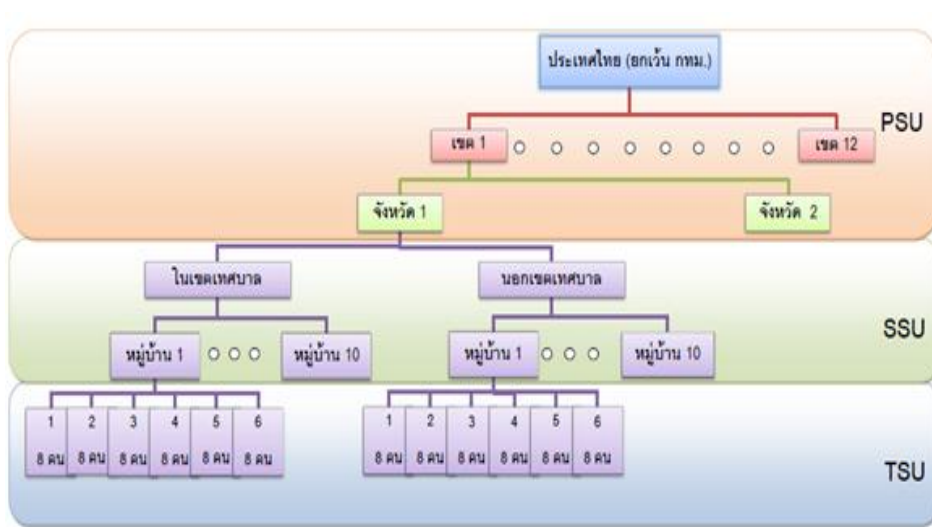 ประเทศไทย (ยกเว้น กทม.)
PSU
เขต 1
เขต 12
จังหวัด 1
จังหวัด 2
ในเขตเทศบาล
นอกเขตเทศบาล
SSU
หมู่บ้าน 1
หมู่บ้าน 10
หมู่บ้าน 1
หมู่บ้าน 10
1 2 3 4 5 6
8 คน 8 คน 8 คน 8 คน 8 คน 8 คน
1 2 3 4 5 6
8 คน 8 คน 8 คน 8 คน 8 คน 8 คน
TSU